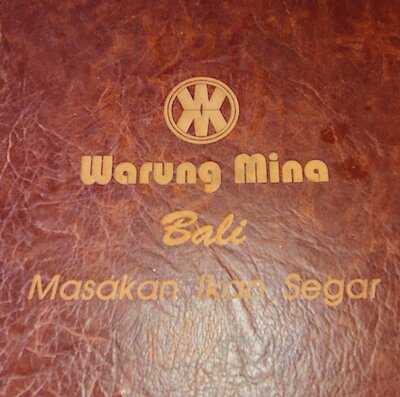 Warung Mina
Bali
Masakan Ikan Segar